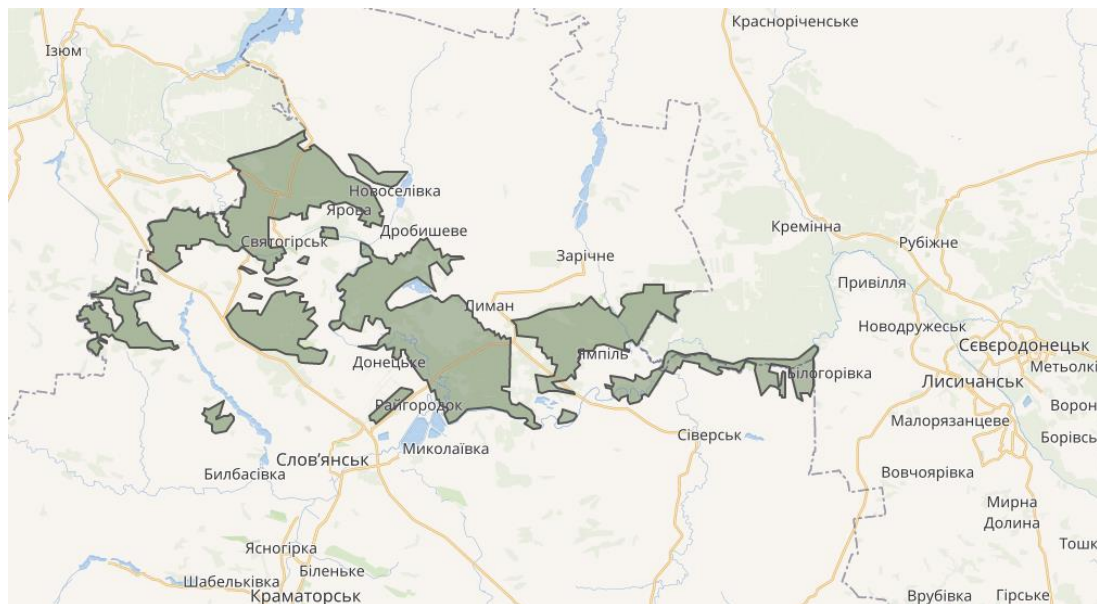 Красноріченське
Ізюм
Новоселівка
Ярова
Дробишеве
Святогірськ
Кремінна
Рубіжне
Зарічне
Привілля
Лиман
Новодружеськ
Сєвєродонецьк
Ямпіль
Донецьке
Метьолкі
Білогорівка
Лисичанськ
Райгородок
Ворон
Малорязанцеве
Сіверськ
Борівсь
Миколаївка
Слов'янськ
Билбасівка
Вовчоярівка
Мирна
Долина
Ясногірка
Тошк
Біленьке
Шабельківка
Краматорськ
Врубівка
Гірське